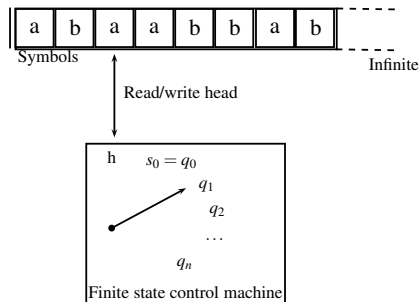 a b a a b b a b
Symbols
Infinite
Read/write head
h s₀ = q₀
q₁
q₂
...
qₙ
Finite state control machine